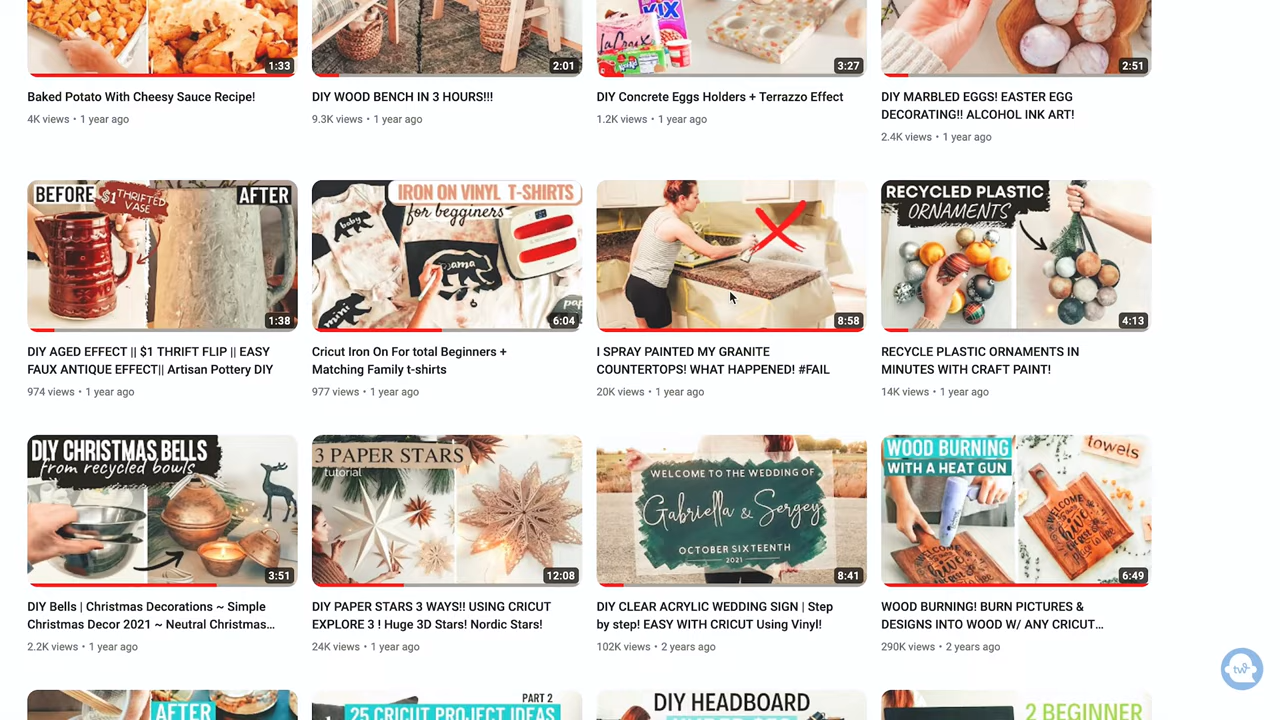 KIX
LaCroix
1:33
2:01
3:27
2:51
Baked Potato With Cheesy Sauce Recipe!
DIY WOOD BENCH IN 3 HOURS!!!
DIY Concrete Eggs Holders + Terrazzo Effect
DIY MARBLED EGGS! EASTER EGG
DECORATING!! ALCOHOL INK ART!
4K views • 1 year ago
9.3K views • 1 year ago
1.2K views • 1 year ago
2.4K views • 1 year ago
BEFORE
$1 THRIFTED
VASE
AFTER
1:38
IRON ON VINYL T-SHIRTS
for begginers
baby
mama
mini
pap
6:04
8:58
RECYCLED PLASTIC
ORNAMENTS
4:13
DIY AGED EFFECT || $1 THRIFT FLIP || EASY
FAUX ANTIQUE EFFECT|| Artisan Pottery DIY
974 views • 1 year ago
Cricut Iron On For total Beginners +
Matching Family t-shirts
977 views • 1 year ago
I SPRAY PAINTED MY GRANITE
COUNTERTOPS! WHAT HAPPENED! #FAIL
20K views • 1 year ago
RECYCLE PLASTIC ORNAMENTS IN
MINUTES WITH CRAFT PAINT!
14K views • 1 year ago
DIY CHRISTMAS BELLS
from recycled bowls
3:51
3 PAPER STARS
tutorial
12:08
WELCOME TO THE WEDDING OF
Gabriella & Sergey
OCTOBER SIXTEENTH
2021
8:41
WOOD BURNING
WITH A HEAT GUN
towels
6:49
DIY Bells | Christmas Decorations ~ Simple
Christmas Decor 2021 ~ Neutral Christmas...
2.2K views • 1 year ago
DIY PAPER STARS 3 WAYS!! USING CRICUT
EXPLORE 3 ! Huge 3D Stars! Nordic Stars!
24K views • 1 year ago
DIY CLEAR ACRYLIC WEDDING SIGN | Step
by step! EASY WITH CRICUT Using Vinyl!
102K views • 2 years ago
WOOD BURNING! BURN PICTURES &
DESIGNS INTO WOOD W/ ANY CRICUT...
290K views • 2 years ago
tw
AFTER
PART 2
25 CRICUT PROJECT IDEAS
DIY HEADBOARD
2 BEGINNER